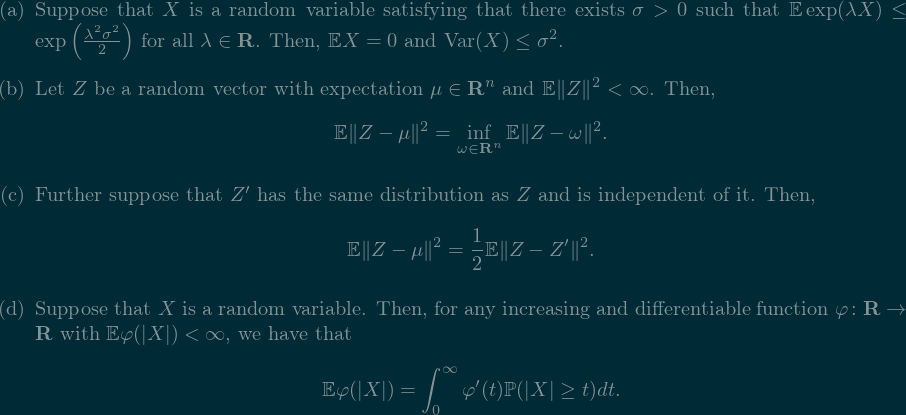 (a) Suppose that X is a random variable satisfying that there exists σ > 0 such that 𝔼 exp(λX) ≤
exp(λ²σ²/2) for all λ ∈ R. Then, 𝔼X = 0 and Var(X) ≤ σ².
(b) Let Z be a random vector with expectation μ ∈ Rⁿ and 𝔼‖Z‖² < ∞. Then,
𝔼‖Z − μ‖² = inf_{ω∈Rⁿ} 𝔼‖Z − ω‖².
(c) Further suppose that Z′ has the same distribution as Z and is independent of it. Then,
𝔼‖Z − μ‖² = 1/2 𝔼‖Z − Z′‖².
(d) Suppose that X is a random variable. Then, for any increasing and differentiable function φ: R →
R with 𝔼φ(|X|) < ∞, we have that
𝔼φ(|X|) = ∫₀^∞ φ′(t)ℙ(|X| ≥ t)dt.